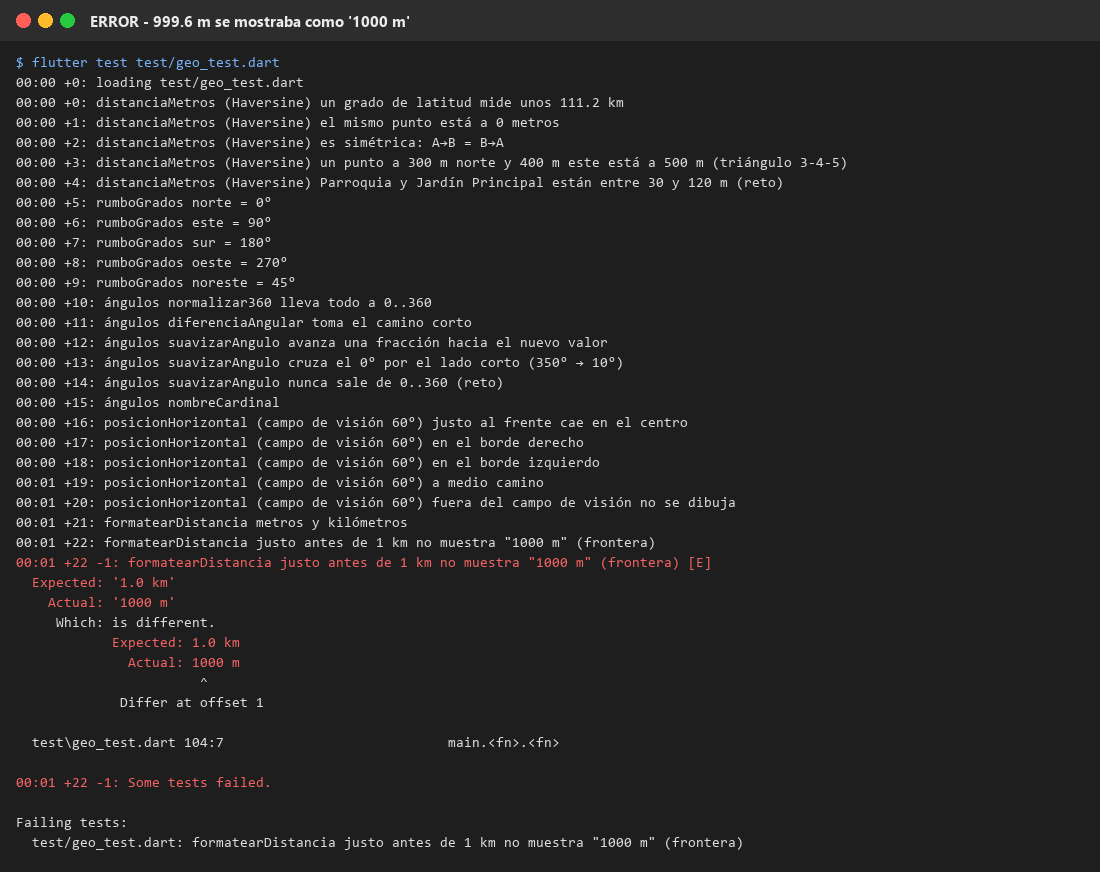 ERROR - 999.6 m se mostraba como '1000 m'
$ flutter test test/geo_test.dart
00:00 +0: loading test/geo_test.dart
00:00 +0: distanciaMetros (Haversine) un grado de latitud mide unos 111.2 km
00:00 +1: distanciaMetros (Haversine) el mismo punto está a 0 metros
00:00 +2: distanciaMetros (Haversine) es simétrica: A→B = B→A
00:00 +3: distanciaMetros (Haversine) un punto a 300 m norte y 400 m este está a 500 m (triángulo 3-4-5)
00:00 +4: distanciaMetros (Haversine) Parroquia y Jardín Principal están entre 30 y 120 m (reto)
00:00 +5: rumboGrados norte = 0º
00:00 +6: rumboGrados este = 90º
00:00 +7: rumboGrados sur = 180º
00:00 +8: rumboGrados oeste = 270º
00:00 +9: rumboGrados noreste = 45º
00:00 +10: ángulos normalizar360 lleva todo a 0..360
00:00 +11: ángulos diferenciaAngular toma el camino corto
00:00 +12: ángulos suavizarAngulo avanza una fracción hacia el nuevo valor
00:00 +13: ángulos suavizarAngulo cruza el 0º por el lado corto (350º → 10º)
00:00 +14: ángulos suavizarAngulo nunca sale de 0..360 (reto)
00:00 +15: ángulos nombreCardinal
00:00 +16: posicionHorizontal (campo de visión 60º) justo al frente cae en el centro
00:00 +17: posicionHorizontal (campo de visión 60º) en el borde derecho
00:00 +18: posicionHorizontal (campo de visión 60º) en el borde izquierdo
00:01 +19: posicionHorizontal (campo de visión 60º) a medio camino
00:01 +20: posicionHorizontal (campo de visión 60º) fuera del campo de visión no se dibuja
00:01 +21: formatearDistancia metros y kilómetros
00:01 +22: formatearDistancia justo antes de 1 km no muestra "1000 m" (frontera)
00:01 +22 -1: formatearDistancia justo antes de 1 km no muestra "1000 m" (frontera) [E]
Expected: '1.0 km'
Actual: '1000 m'
Which: is different.
Expected: 1.0 km
Actual: 1000 m
^
Differ at offset 1
test\geo_test.dart 104:7 main.<fn>.<fn>
00:01 +22 -1: Some tests failed.
Failing tests:
test/geo_test.dart: formatearDistancia justo antes de 1 km no muestra "1000 m" (frontera)